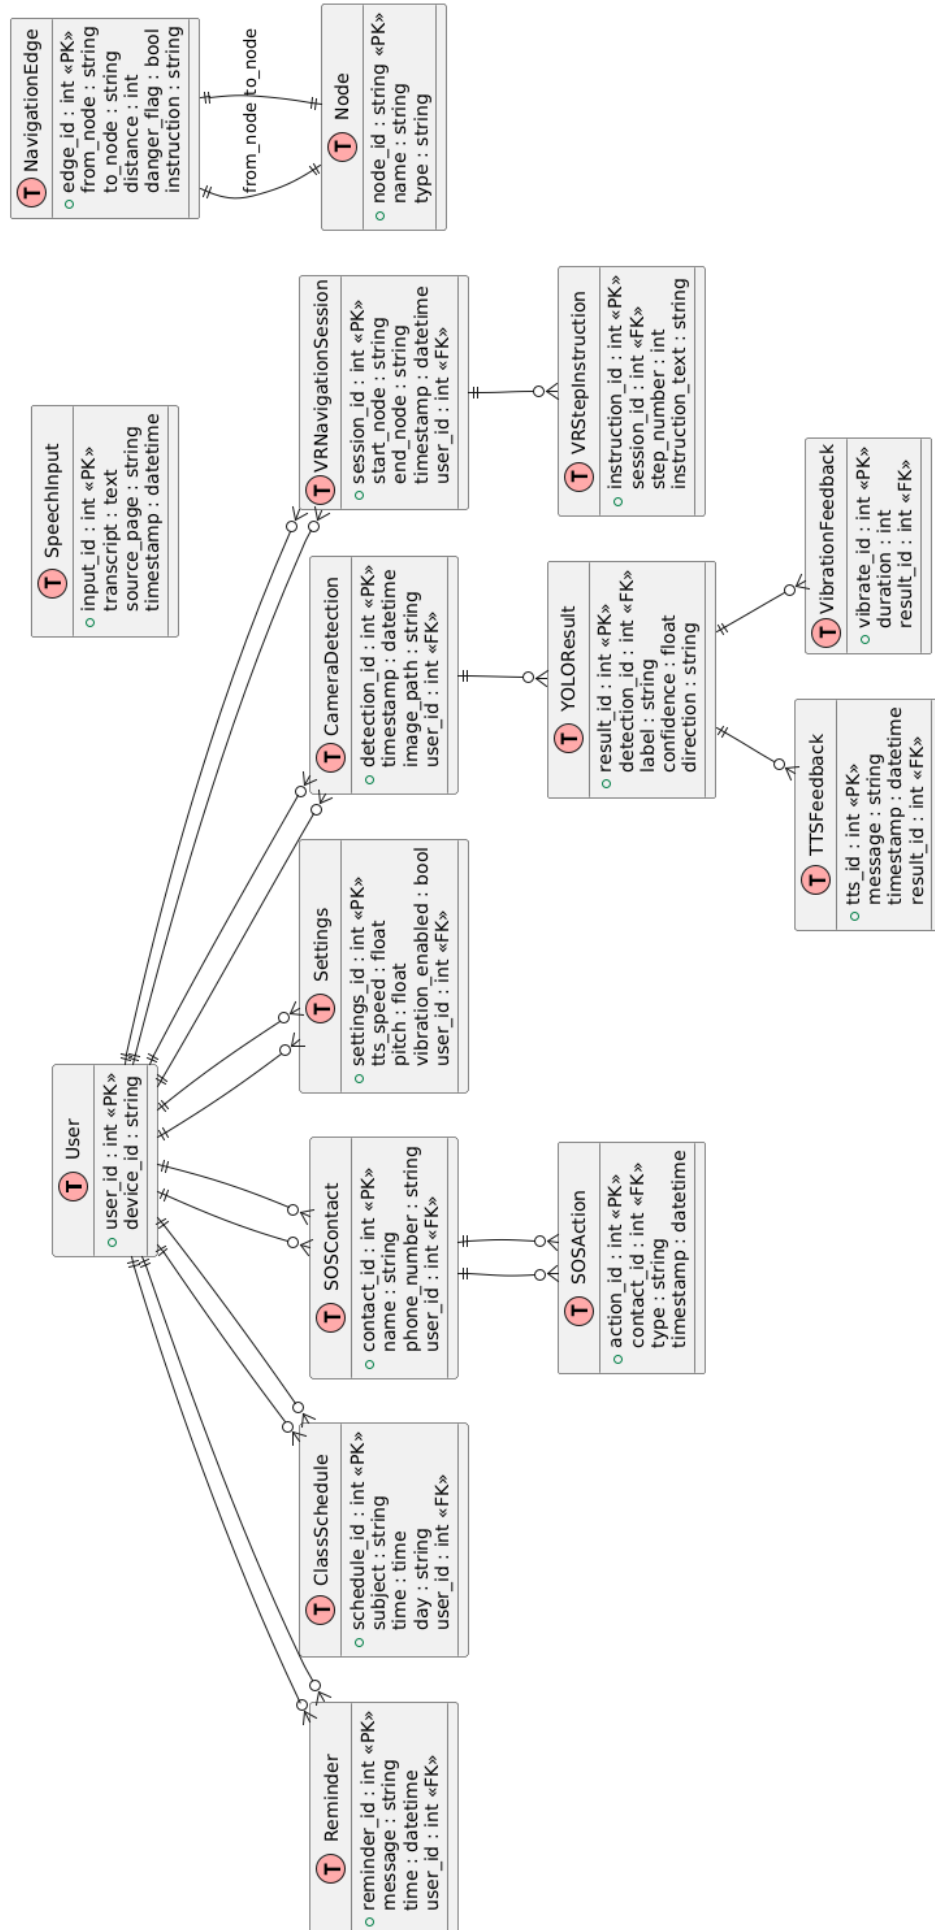 T User
user_id : int «PK»
device_id : string
T SpeechInput
input_id : int «PK»
transcript : text
source_page : string
timestamp : datetime
T NavigationEdge
edge_id : int «PK»
from_node : string
to_node : string
distance : int
danger_flag : bool
instruction : string
from_node
to_node
T Reminder
reminder_id : int «PK»
message : string
time : datetime
user_id : int «FK»
T ClassSchedule
schedule_id : int «PK»
subject : string
time : time
day : string
user_id : int «FK»
T SOSContact
contact_id : int «PK»
name : string
phone_number : string
user_id : int «FK»
T Settings
settings_id : int «PK»
tts_speed : float
pitch : float
vibration_enabled : bool
user_id : int «FK»
T CameraDetection
detection_id : int «PK»
timestamp : datetime
image_path : string
user_id : int «FK»
T VRNavigationSession
session_id : int «PK»
start_node : string
end_node : string
timestamp : datetime
user_id : int «FK»
T Node
node_id : string «PK»
name : string
type : string
T SOSAction
action_id : int «PK»
contact_id : int «FK»
type : string
timestamp : datetime
T YOLOResult
result_id : int «PK»
detection_id : int «FK»
label : string
confidence : float
direction : string
T VRStepInstruction
instruction_id : int «PK»
session_id : int «FK»
step_number : int
instruction_text : string
T TTSFeedback
tts_id : int «PK»
message : string
timestamp : datetime
result_id : int «FK»
T VibrationFeedback
vibrate_id : int «PK»
duration : int
result_id : int «FK»